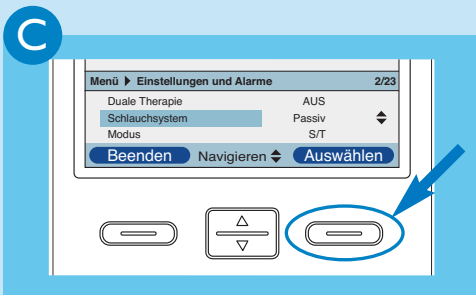 C
Menü ▶ Einstellungen und Alarme 2/23
Duale Therapie AUS
Schlauchsystem Passiv
Modus S/T
Beenden Navigieren Auswählen